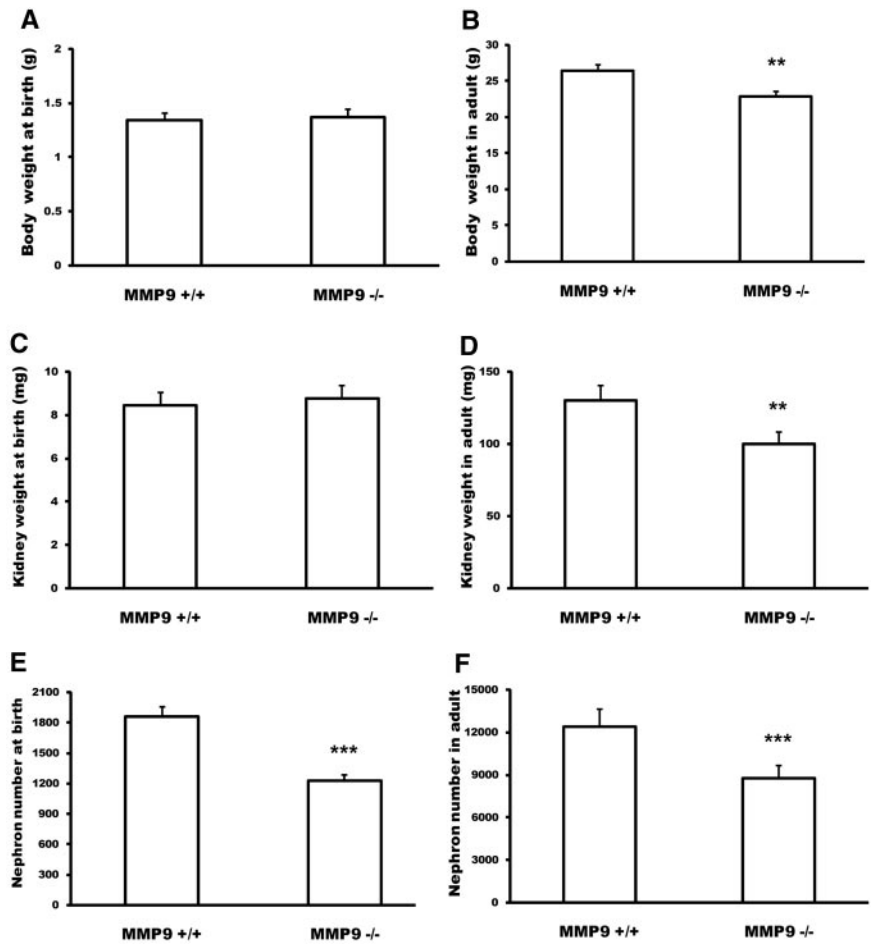 A
Body weight at birth (g)
2
1.5
1
0.5
0
MMP9 +/+ MMP9 -/-
B
Body weight in adult (g)
30
25
20
15
10
5
0
**
MMP9 +/+ MMP9 -/-
C
Kidney weight at birth (mg)
10
8
6
4
2
0
MMP9 +/+ MMP9 -/-
D
Kidney weight in adult (mg)
150
100
50
0
**
MMP9 +/+ MMP9 -/-
E
Nephron number at birth
2100
1800
1500
1200
900
600
300
0
***
MMP9 +/+ MMP9 -/-
F
Nephron number in adult
15000
12000
9000
6000
3000
0
***
MMP9 +/+ MMP9 -/-